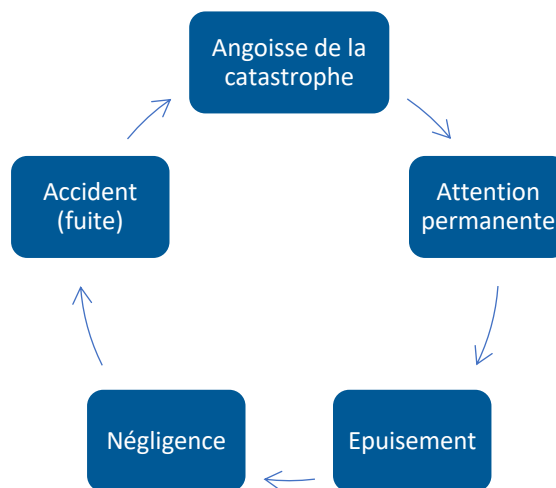 Angoisse de la
catastrophe
Attention
permanente
Epuisement
Négligence
Accident
(fuite)